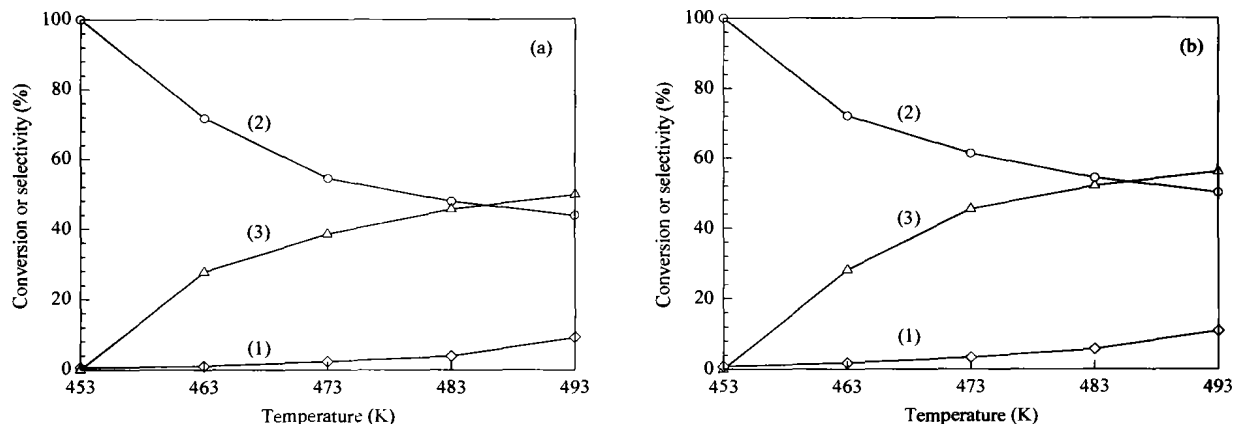 100
80
60
40
20
0
Conversion or selectivity (%)
(a)
(2)
(3)
(1)
453 463 473 483 493
Temperature (K)
100
80
60
40
20
0
Conversion or selectivity (%)
(b)
(2)
(3)
(1)
453 463 473 483 493
Temperature (K)